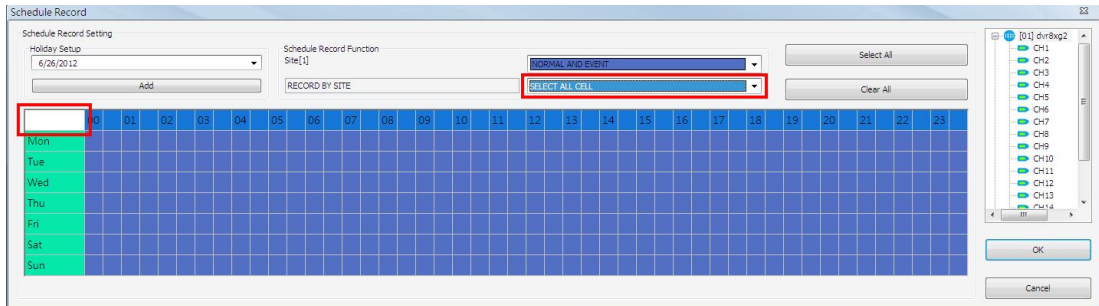 Schedule Record
Schedule Record Setting
Holiday Setup
6/26/2012
Add
Schedule Record Function
Site[1]
RECORD BY SITE
NORMAL AND EVENT
SELECT ALL CELL
Select All
Clear All
00 01 02 03 04 05 06 07 08 09 10 11 12 13 14 15 16 17 18 19 20 21 22 23
Mon
Tue
Wed
Thu
Fri
Sat
Sun
[01] dvr8xg2
CH1
CH2
CH3
CH4
CH5
CH6
CH7
CH8
CH9
CH10
CH11
CH12
CH13
CH14
OK
Cancel